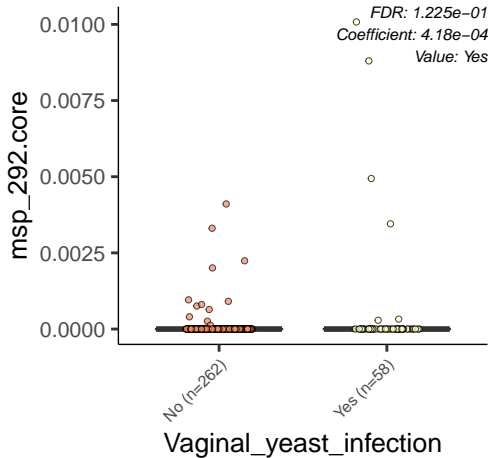 FDR: 1.225e−01
Coefficient: 4.18e−04
Value: Yes
msp_292.core
0.0100
0.0075
0.0050
0.0025
0.0000
No (n=262)
Yes (n=58)
Vaginal_yeast_infection